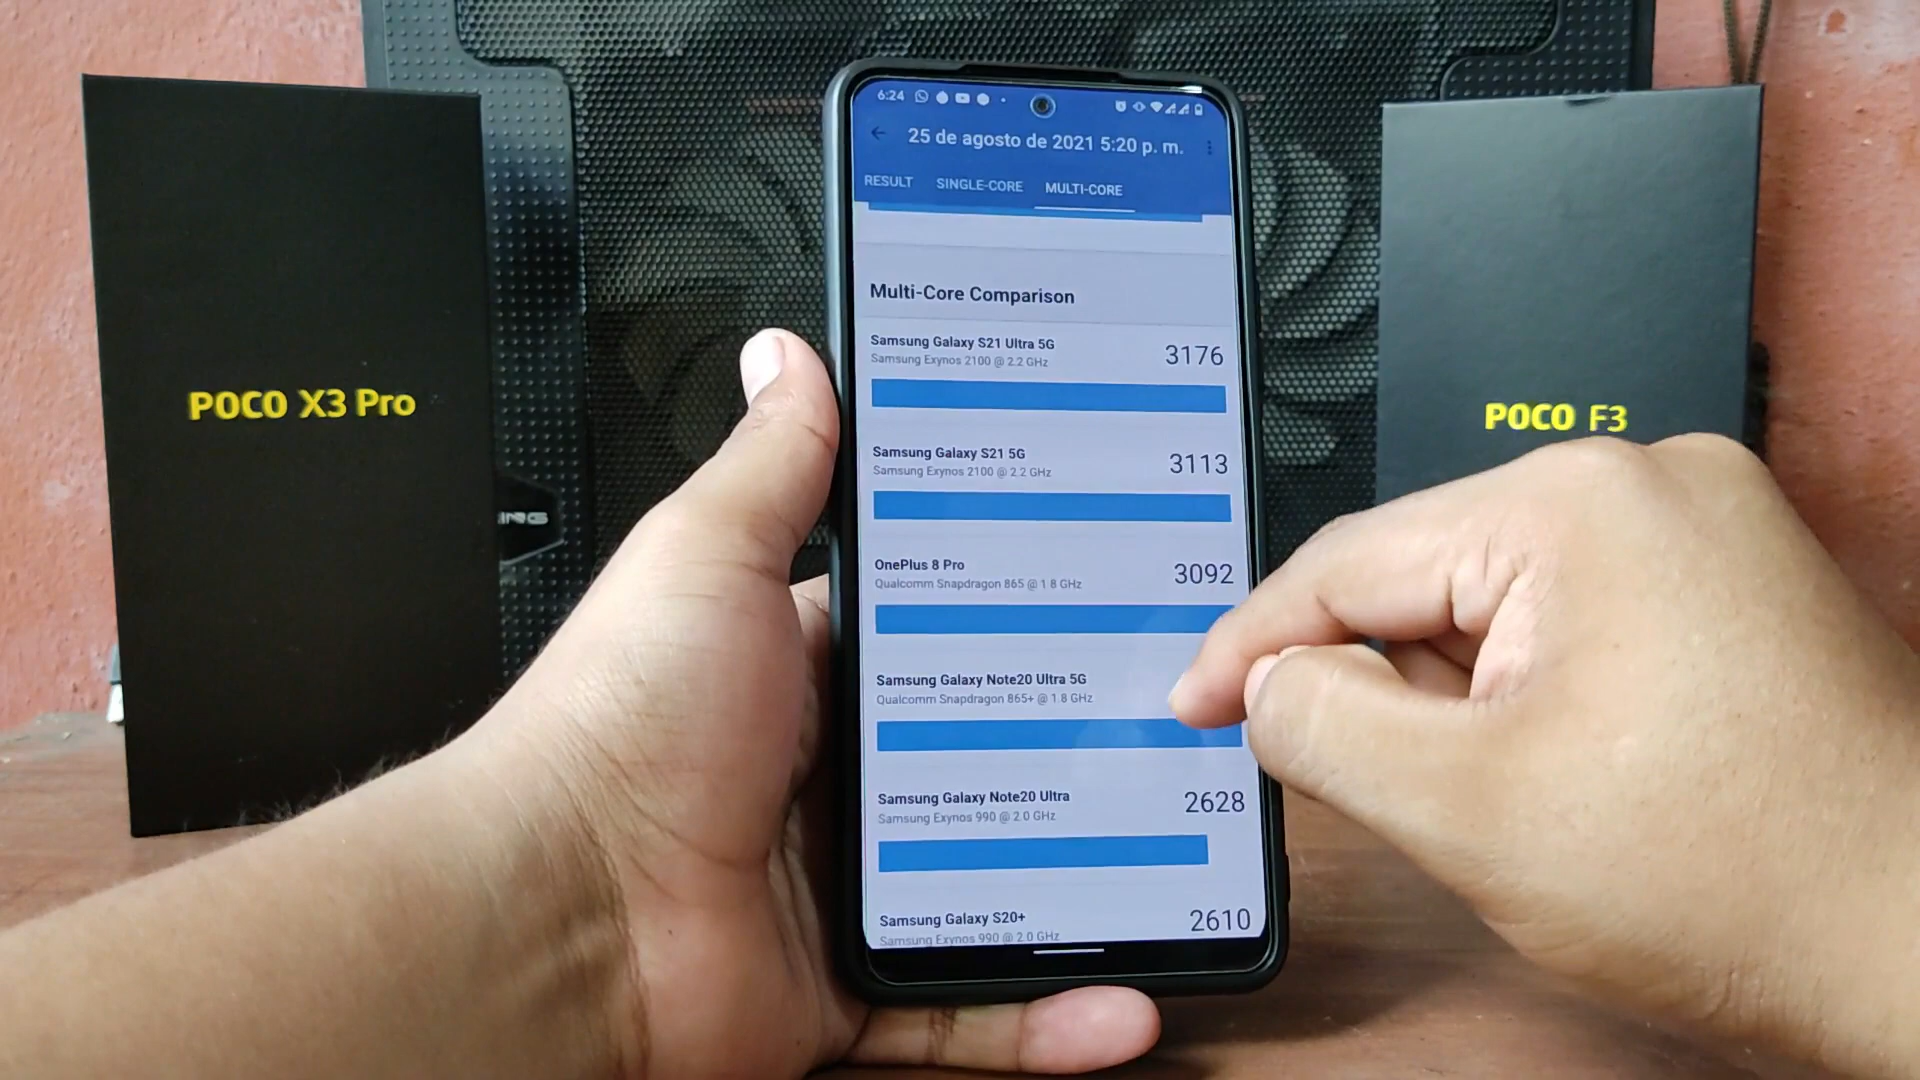 6:24
25 de agosto de 2021 5:20 p. m.
RESULT SINGLE-CORE MULTI-CORE
Multi-Core Comparison
Samsung Galaxy S21 Ultra 5G 3176
Samsung Exynos 2100 @ 2.2 GHz
Samsung Galaxy S21 5G 3113
Samsung Exynos 2100 @ 2.2 GHz
OnePlus 8 Pro 3092
Qualcomm Snapdragon 865 @ 1.8 GHz
Samsung Galaxy Note20 Ultra 5G
Qualcomm Snapdragon 865+ @ 1.8 GHz
Samsung Galaxy Note20 Ultra 2628
Samsung Exynos 990 @ 2.0 GHz
Samsung Galaxy S20+ 2610
Samsung Exynos 990 @ 2.0 GHz
POCO X3 Pro
POCO F3